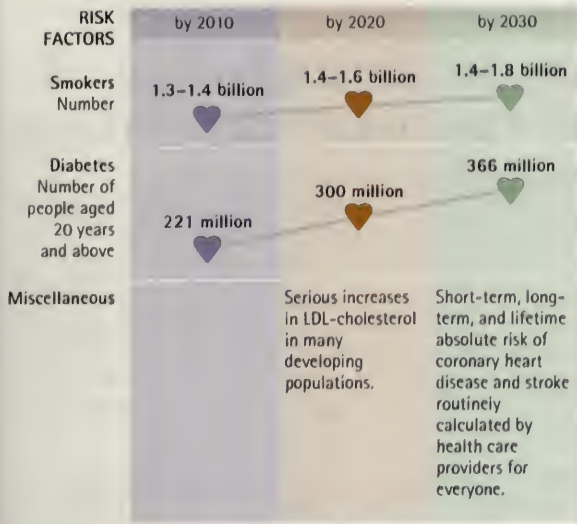 RISK
FACTORS
by 2010
by 2020
by 2030
Smokers
Number
1.3–1.4 billion
1.4–1.6 billion
1.4–1.8 billion
Diabetes
Number of
people aged
20 years
and above
221 million
300 million
366 million
Miscellaneous
Serious increases
in LDL-cholesterol
in many
developing
populations.
Short-term, long-
term, and lifetime
absolute risk of
coronary heart
disease and stroke
routinely
calculated by
health care
providers for
everyone.